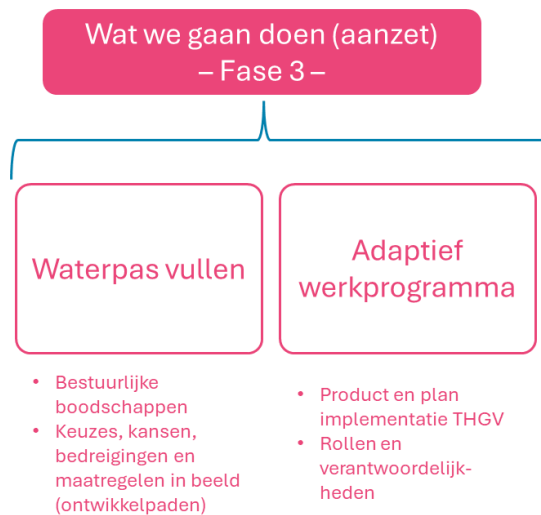 Wat we gaan doen (aanzet)
– Fase 3 –
Waterpas vullen
• Bestuurlijke
boodschappen
• Keuzes, kansen,
bedreigingen en
maatregelen in beeld
(ontwikkelpaden)
Adaptief
werkprogramma
• Product en plan
implementatie THGV
• Rollen en
verantwoordelijk-
heden